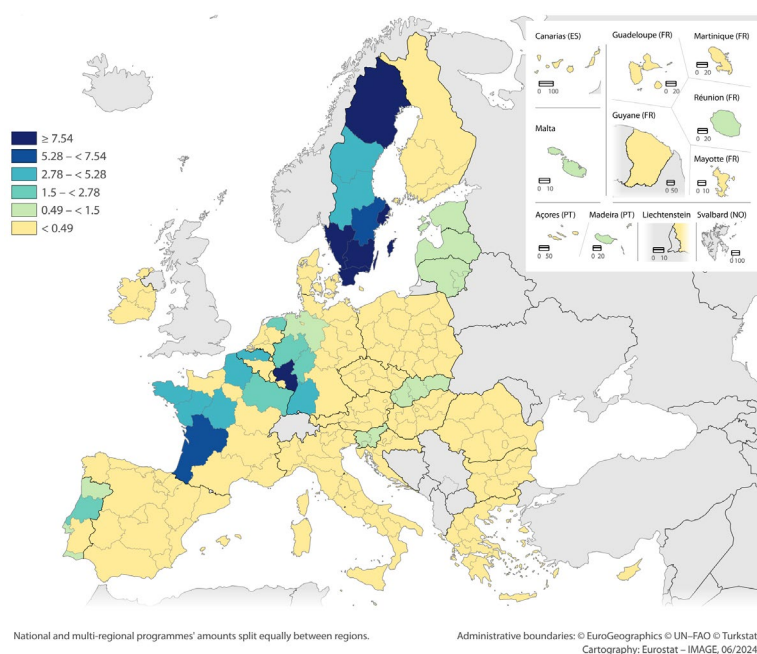 Canarias (ES)
0 100
Guadeloupe (FR)
0 20
Martinique (FR)
0 20
Réunion (FR)
0 20
Guyane (FR)
0 50
Malta
0 10
Mayotte (FR)
0 10
Açores (PT)
0 50
Madeira (PT)
0 20
Liechtenstein
0 10
Svalbard (NO)
0 100
≥ 7.54
5.28 – < 7.54
2.78 – < 5.28
1.5 – < 2.78
0.49 – < 1.5
< 0.49
National and multi-regional programmes' amounts split equally between regions.
Administrative boundaries: © EuroGeographics © UN–FAO © Turkstat
Cartography: Eurostat – IMAGE, 06/2024